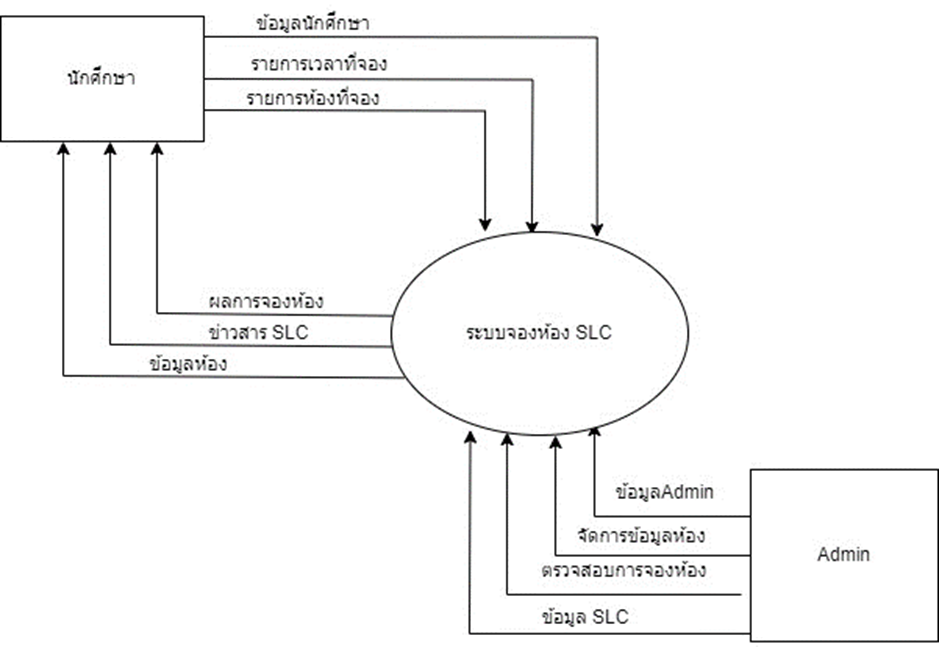 ข้อมูลนักศึกษา
นักศึกษา
รายการเวลาที่จอง
รายการห้องที่จอง
ผลการจองห้อง
ข่าวสาร SLC
ระบบจองห้อง SLC
ข้อมูลห้อง
ข้อมูลAdmin
จัดการข้อมูลห้อง
Admin
ตรวจสอบการจองห้อง
ข้อมูล SLC